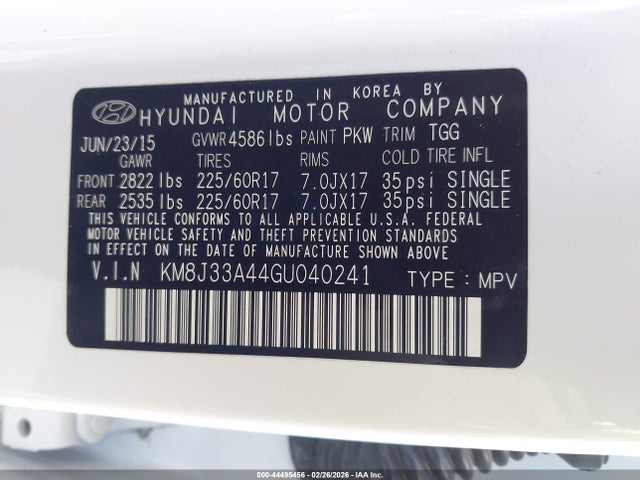 MANUFACTURED IN KOREA BY
HYUNDAI MOTOR COMPANY
JUN/23/15 GVWR 4586lbs PAINT PKW TRIM TGG
GAWR TIRES RIMS COLD TIRE INFL
FRONT 2822 lbs 225/60R17 7.0JX17 35psi SINGLE
REAR 2535 lbs 225/60R17 7.0JX17 35psi SINGLE
THIS VEHICLE CONFORMS TO ALL APPLICABLE U.S.A. FEDERAL
MOTOR VEHICLE SAFETY AND THEFT PREVENTION STANDARDS
IN EFFECT ON THE DATE OF MANUFACTURE SHOWN ABOVE
V.I.N KM8J33A44GU040241 TYPE : MPV
000-44495456 - 02/26/2026 - IAA Inc.